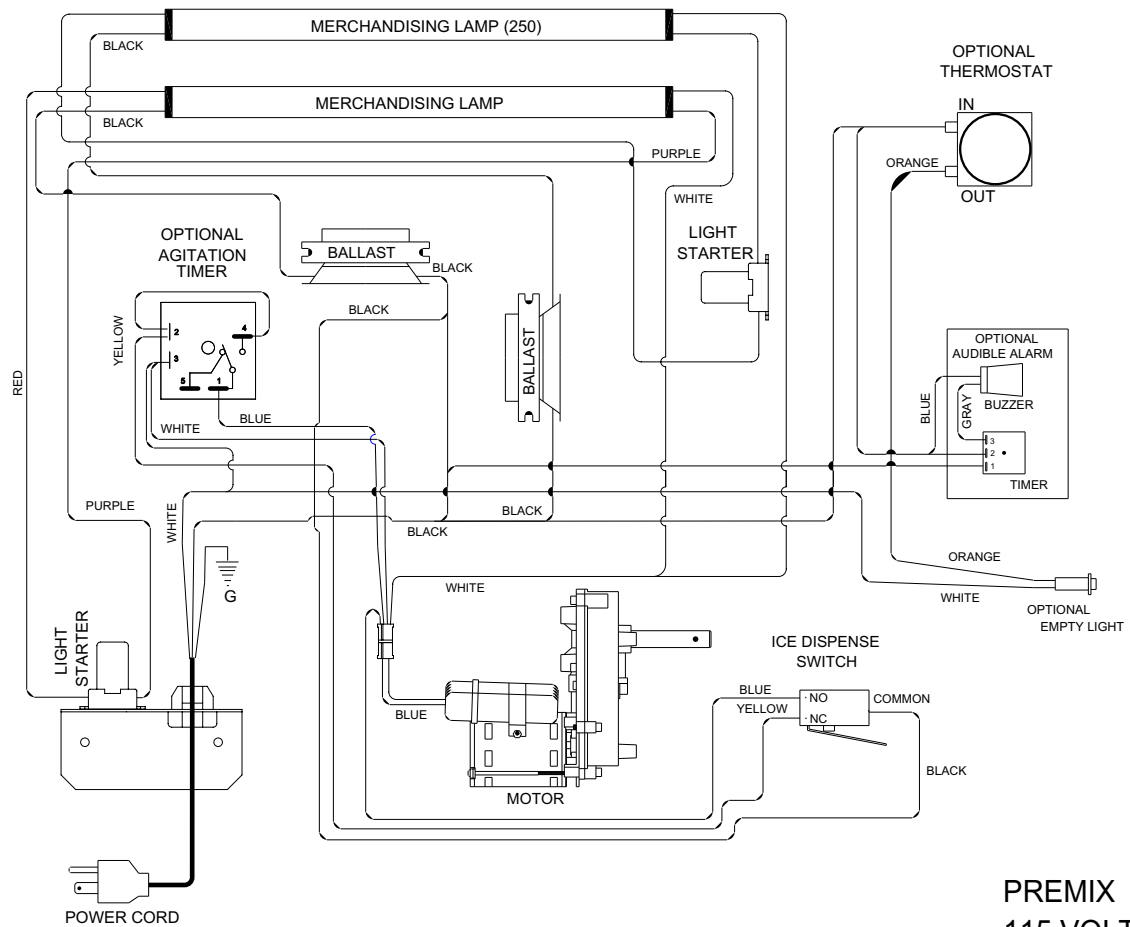 MERCHANDISING LAMP (250)
BLACK
OPTIONAL
THERMOSTAT
MERCHANDISING LAMP
IN
BLACK
PURPLE
ORANGE
OUT
WHITE
OPTIONAL
AGITATION
TIMER
BALLAST
BLACK
LIGHT
STARTER
BLACK
YELLOW
2
4
3
5
1
BALLAST
OPTIONAL
AUDIBLE ALARM
BUZZER
BLUE
GRAY
3
2
1
TIMER
RED
BLUE
WHITE
PURPLE
WHITE
BLACK
BLACK
G
WHITE
ORANGE
WHITE
OPTIONAL
EMPTY LIGHT
LIGHT
STARTER
ICE DISPENSE
SWITCH
BLUE
YELLOW
NO
NC
COMMON
BLUE
BLACK
MOTOR
POWER CORD
PREMIX
115 VOLT